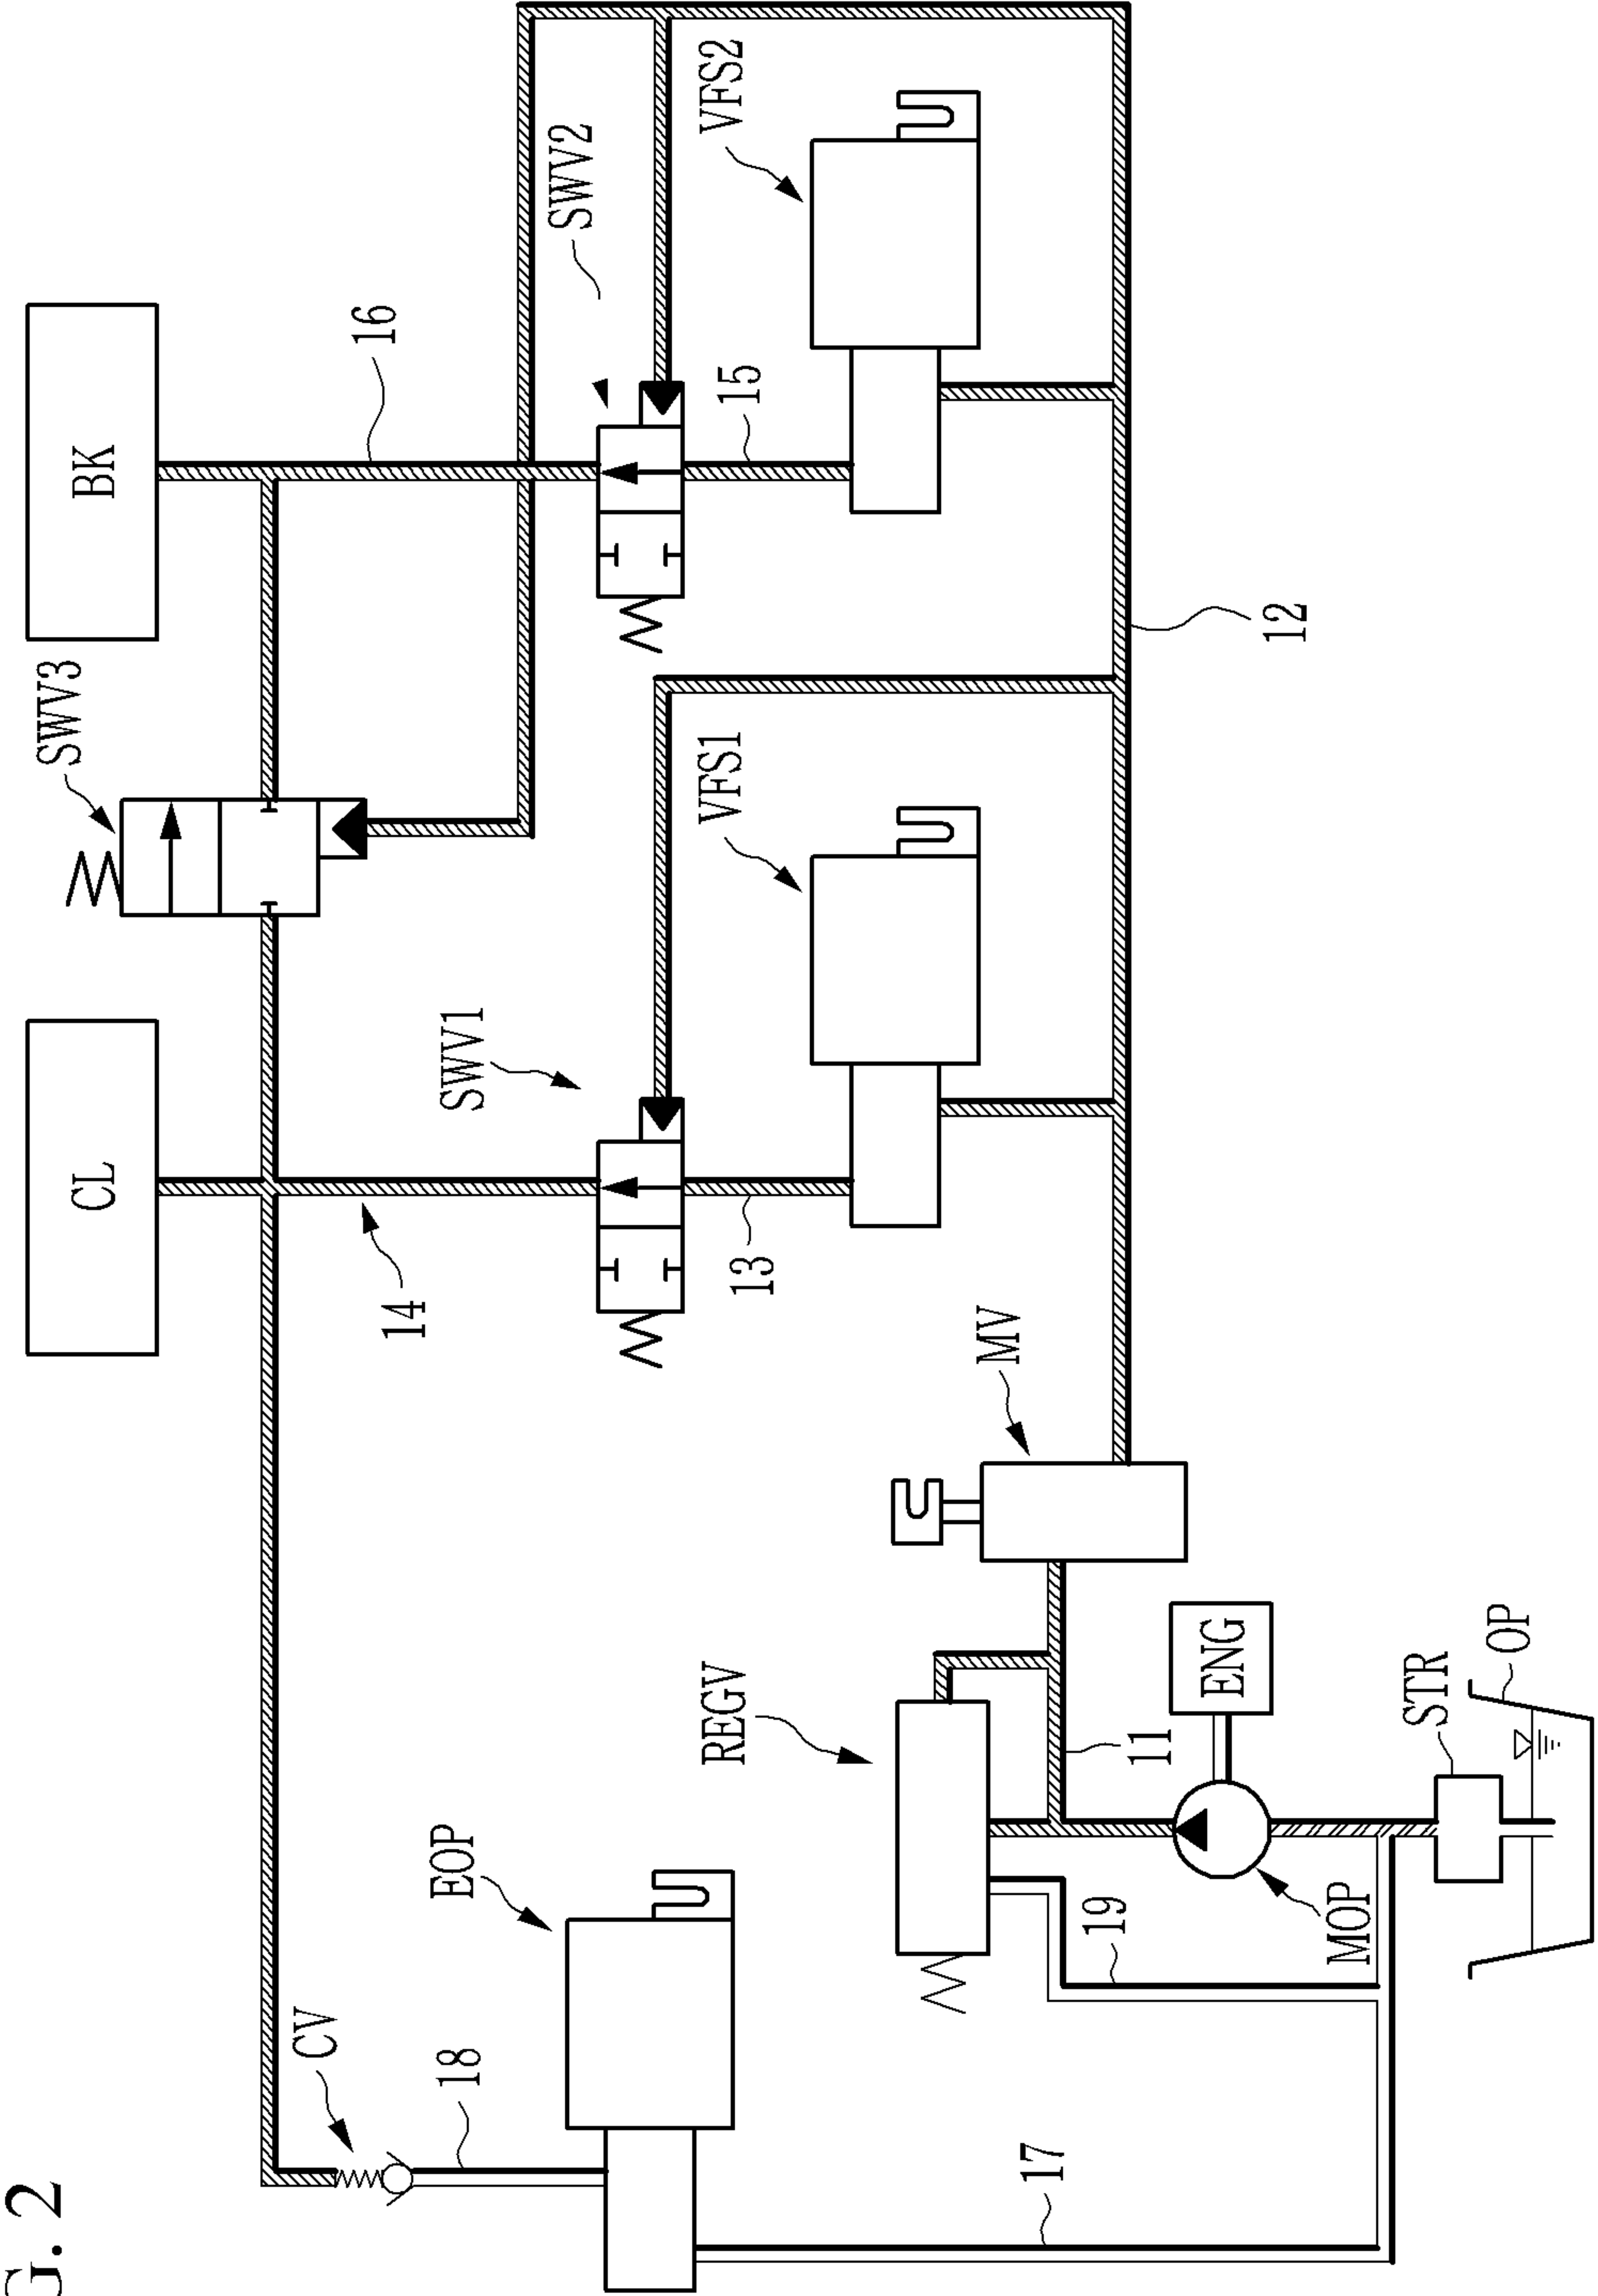 G. 2
CL
BK
SWV3
14
16
SWV1
SWV2
CV
18
EOP
13
15
VFS1
VFS2
REGV
MV
11
19
17
ENG
MOP
STR
OP
12